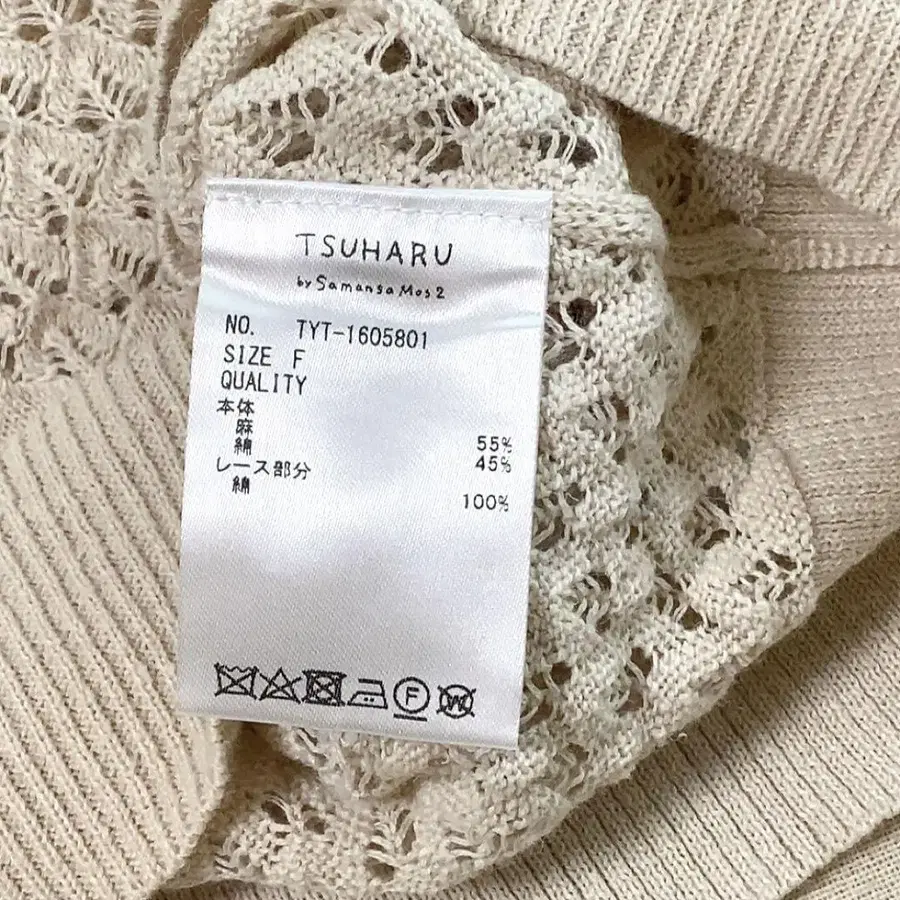 TSUHARU
by Samansa Mos2
NO. TYT-1605801
SIZE F
QUALITY
本体
麻 55%
綿 45%
レース部分
綿 100%
F W